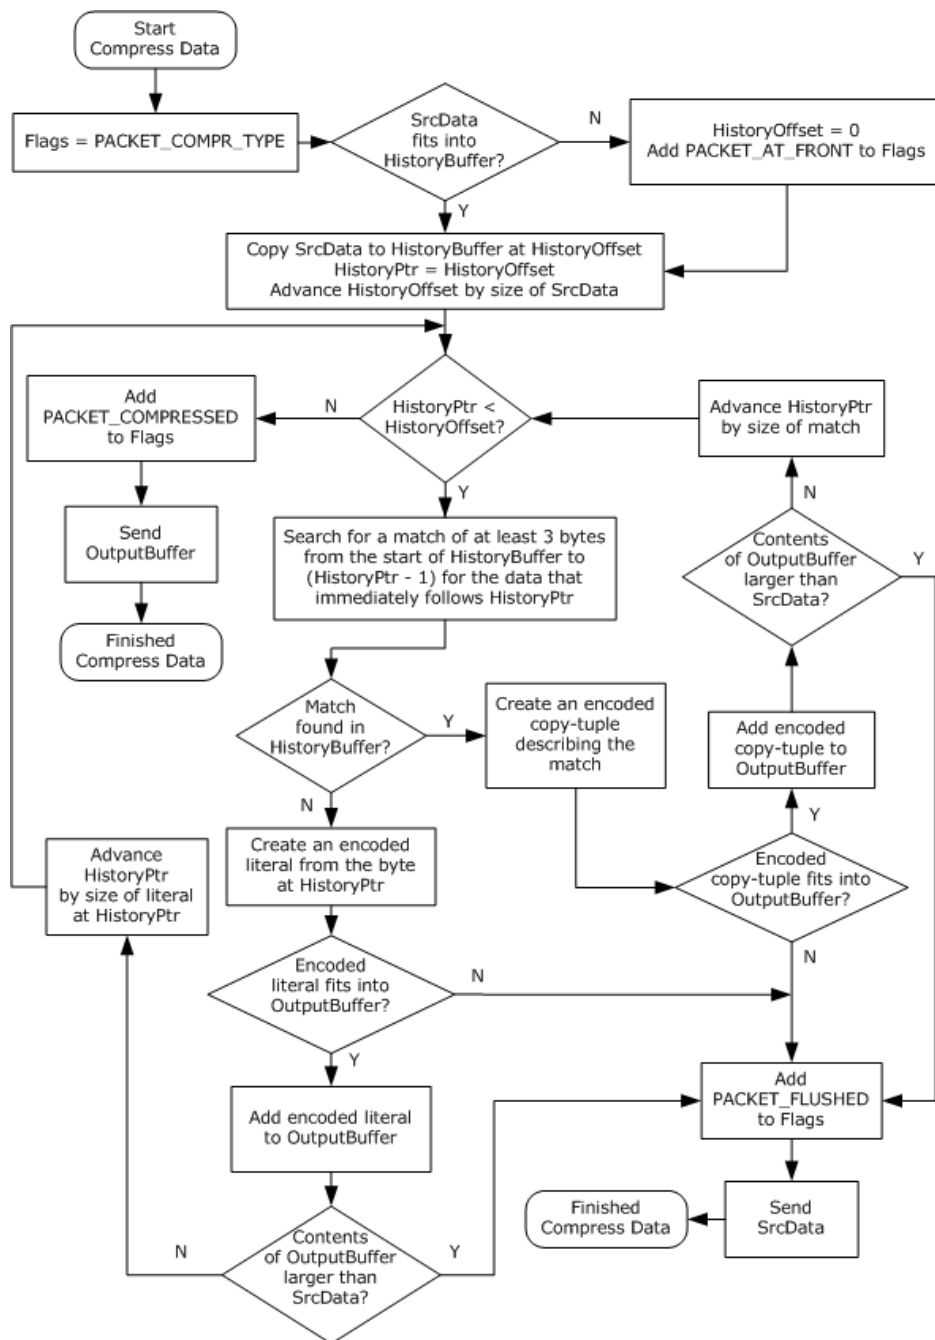 Start
Compress Data
Flags = PACKET_COMPR_TYPE
SrcData
fits into
HistoryBuffer?
N
HistoryOffset = 0
Add PACKET_AT_FRONT to Flags
Y
Copy SrcData to HistoryBuffer at HistoryOffset
HistoryPtr = HistoryOffset
Advance HistoryOffset by size of SrcData
HistoryPtr <
HistoryOffset?
N
Add
PACKET_COMPRESSED
to Flags
Send
OutputBuffer
Finished
Compress Data
Y
Search for a match of at least 3 bytes
from the start of HistoryBuffer to
(HistoryPtr - 1) for the data that
immediately follows HistoryPtr
Match
found in
HistoryBuffer?
Y
Create an encoded
copy-tuple
describing the
match
Encoded
copy-tuple fits into
OutputBuffer?
Y
Add encoded
copy-tuple to
OutputBuffer
Contents
of OutputBuffer
larger than
SrcData?
Y
N
Advance HistoryPtr
by size of match
N
N
Create an encoded
literal from the byte
at HistoryPtr
Encoded
literal fits into
OutputBuffer?
N
Y
Add encoded literal
to OutputBuffer
Contents
of OutputBuffer
larger than
SrcData?
N
Advance
HistoryPtr
by size of literal
at HistoryPtr
Y
Add
PACKET_FLUSHED
to Flags
Send
SrcData
Finished
Compress Data